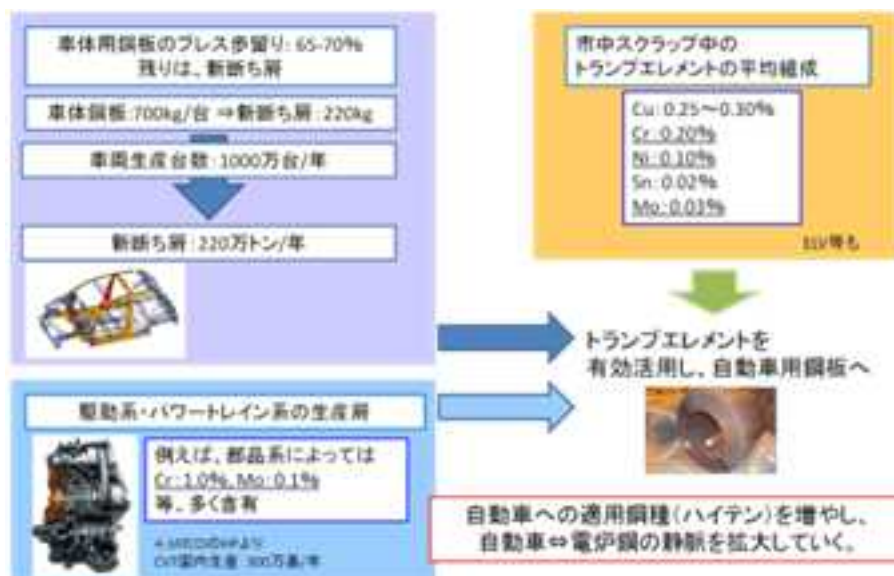 車体用鋼板のプレス歩留り:65-70%
残りは、新断ち屑
車体鋼板:700kg/台 ⇒新断ち屑:220kg
車両生産台数:1000万台/年
新断ち屑:220万トン/年
市中スクラップ中の
トランプエレメントの平均組成
Cu:0.25～0.30%
Cr:0.20%
Ni:0.10%
Sn:0.02%
Mo:0.03%
ELV等も
トランプエレメントを
有効活用し、自動車用鋼板へ
駆動系・パワートレイン系の生産屑
例えば、部品系によっては
Cr:1.0%、Mo:0.1%
等、多く含有
CVT国内生産 300万基/年
自動車への適用鋼種(ハイテン)を増やし、
自動車⇔電炉鋼の静脈を拡大していく。